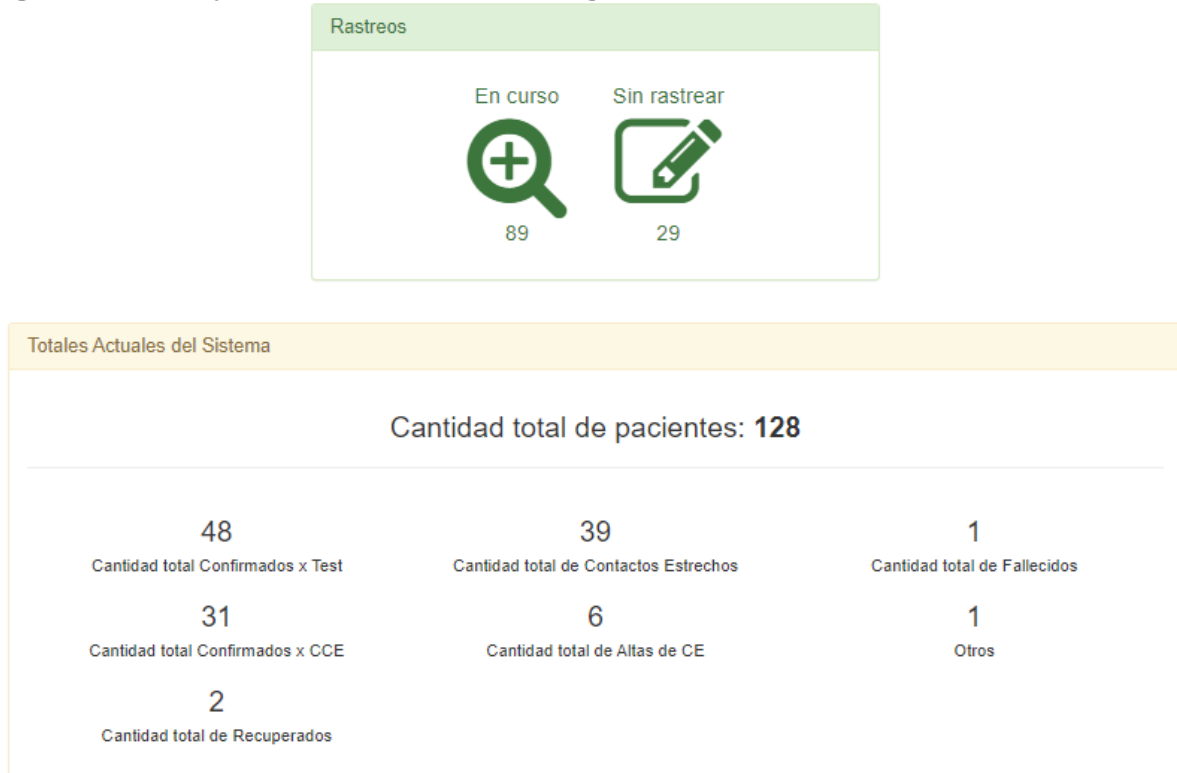 Rastreos
En curso Sin rastrear
89 29
Totales Actuales del Sistema
Cantidad total de pacientes: 128
48 39 1
Cantidad total Confirmados x Test Cantidad total de Contactos Estrechos Cantidad total de Fallecidos
31 6 1
Cantidad total Confirmados x CCE Cantidad total de Altas de CE Otros
2
Cantidad total de Recuperados